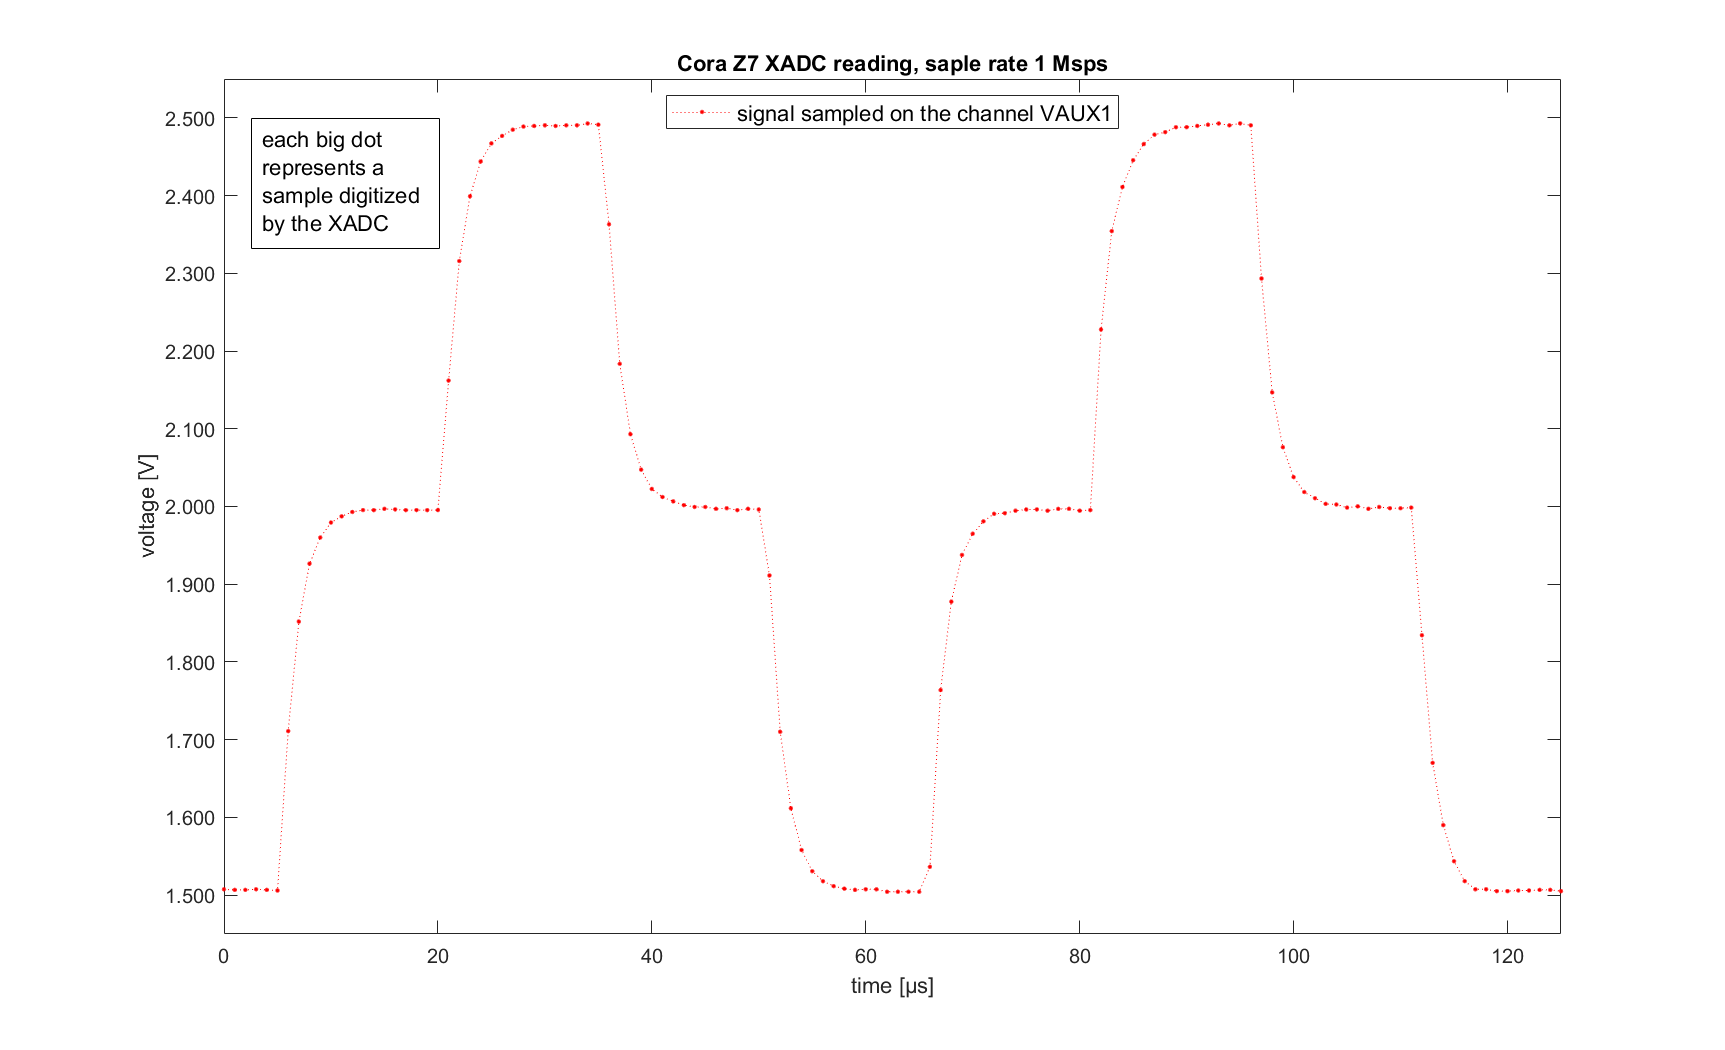 Cora Z7 XADC reading, saple rate 1 Msps
signal sampled on the channel VAUX1
each big dot
represents a
sample digitized
by the XADC
2.500
2.400
2.300
2.200
2.100
2.000
1.900
1.800
1.700
1.600
1.500
voltage [V]
0 20 40 60 80 100 120
time [µs]